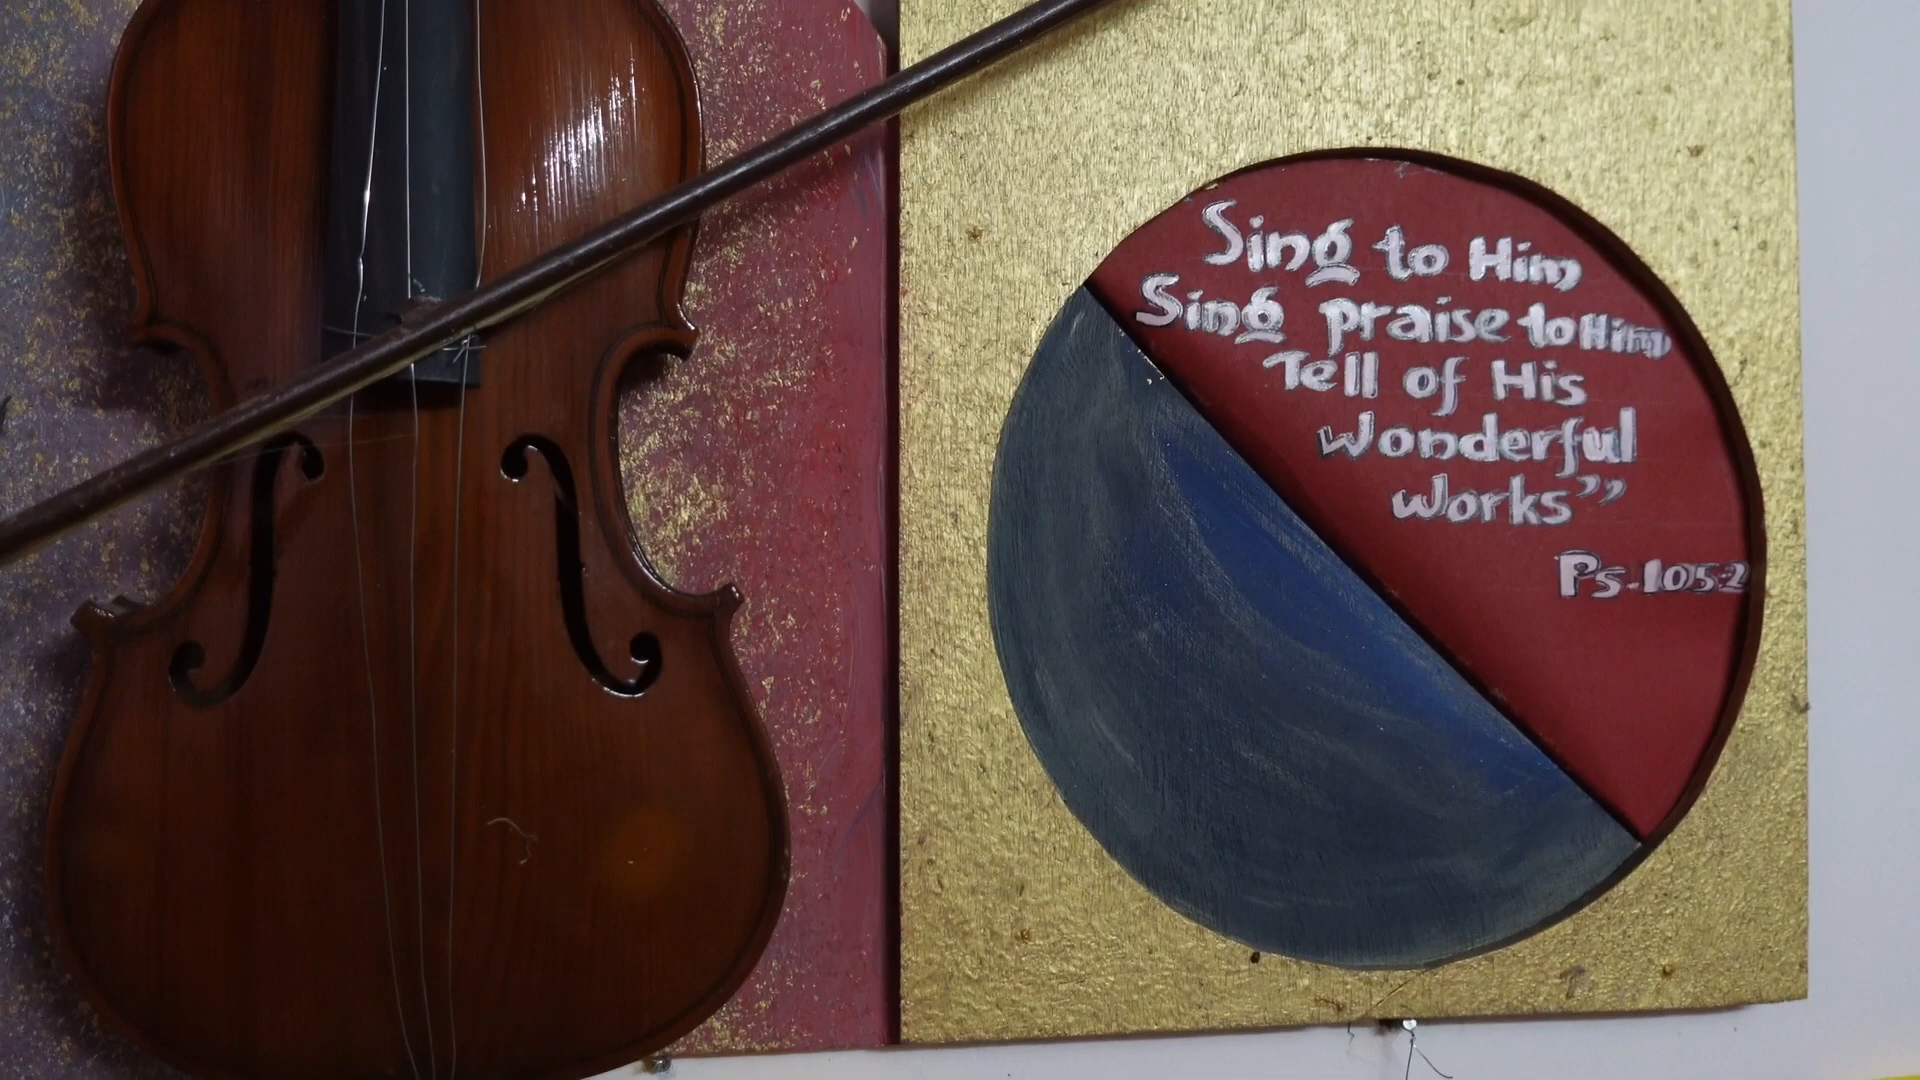 Sing to Him
Sing praise to Him
Tell of His
Wonderful
Works”
Ps-105-2